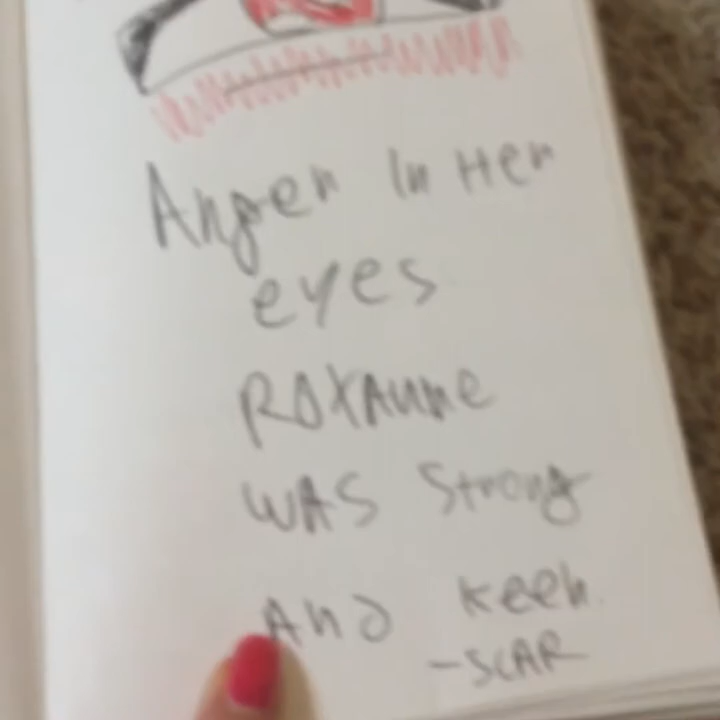 Anger In Her
eyes
ROXAnne
WAS Strong
And Keen.
-SCAR